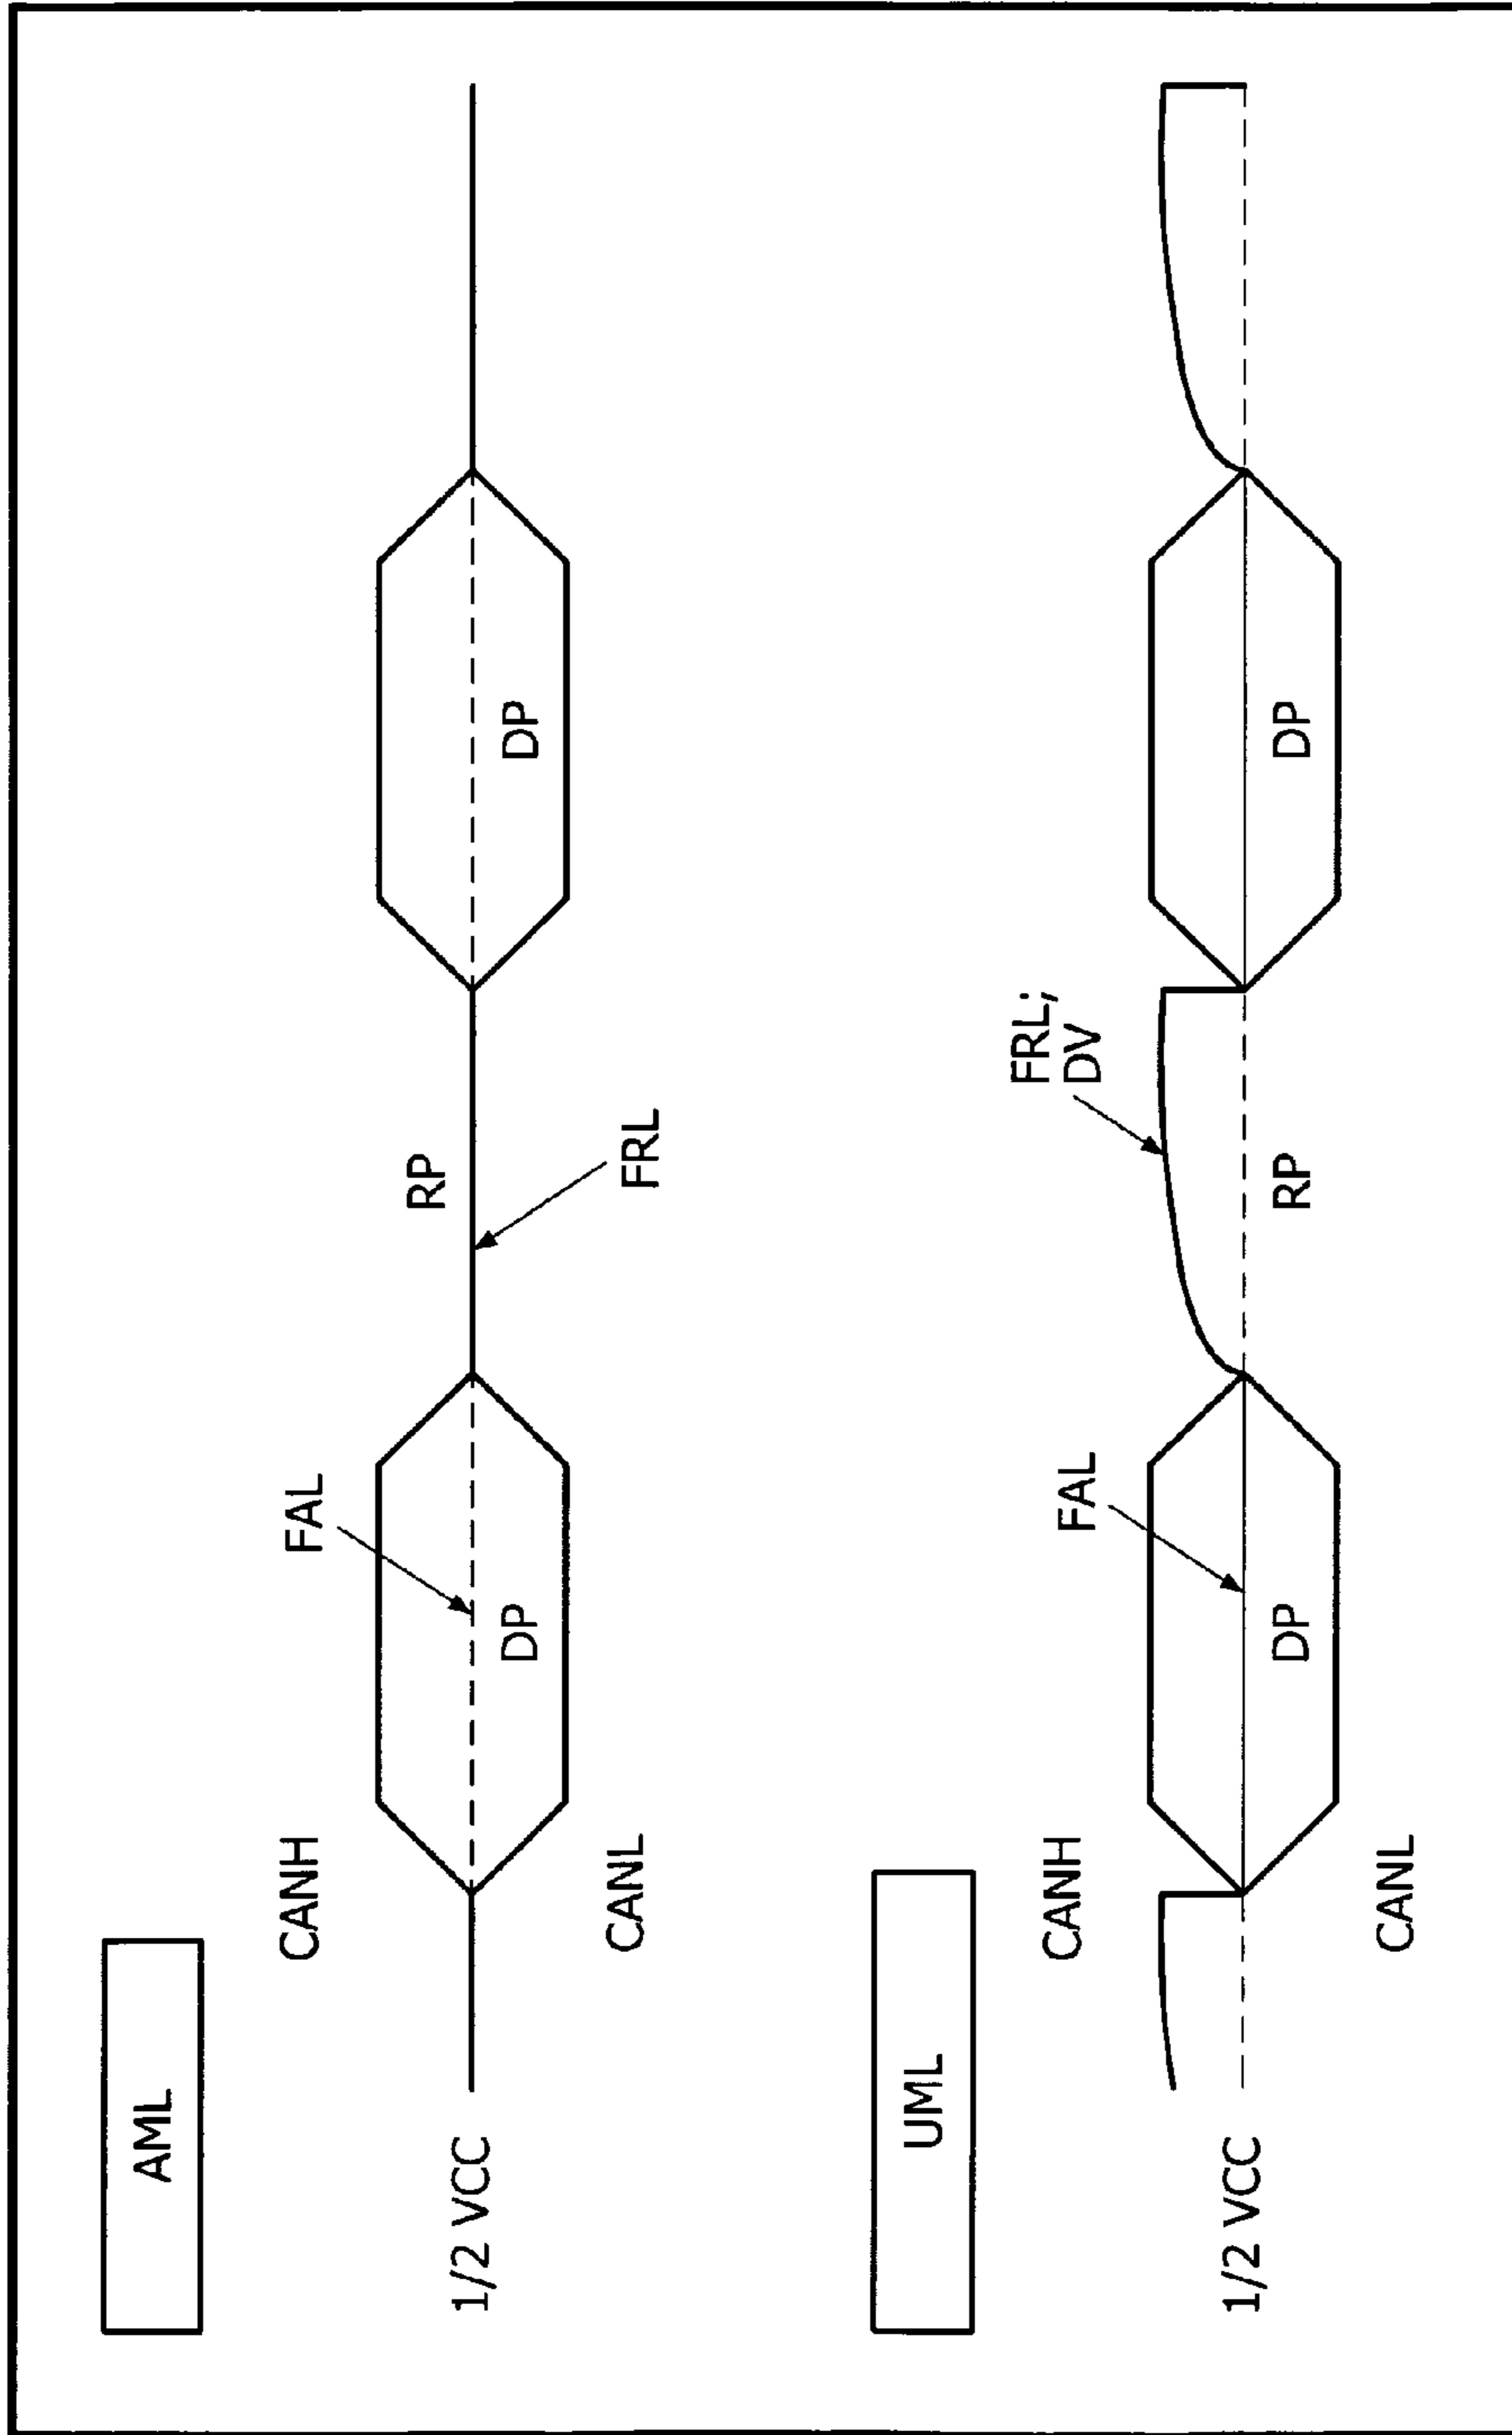 AML
CANH
FAL
1/2 VCC
DP
RP
DP
FRL
CANL
UML
CANH
FAL
FRL;
DV
1/2 VCC
DP
RP
DP
CANL